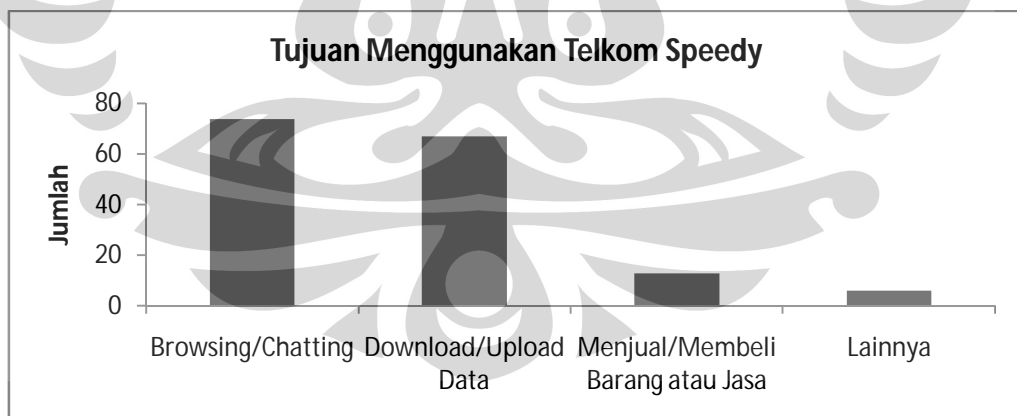 Tujuan Menggunakan Telkom Speedy
80
60
40
20
0
Jumlah
Browsing/Chatting
Download/Upload
Data
Menjual/Membeli
Barang atau Jasa
Lainnya